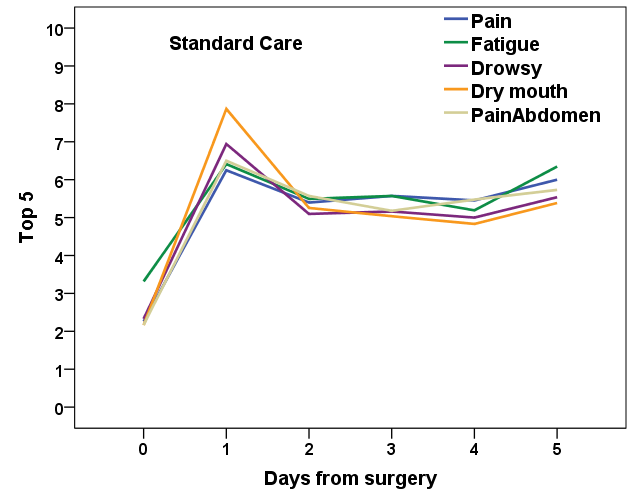 Standard Care
Pain
Fatigue
Drowsy
Dry mouth
PainAbdomen
Top 5
10
9
8
7
6
5
4
3
2
1
0
0 1 2 3 4 5
Days from surgery